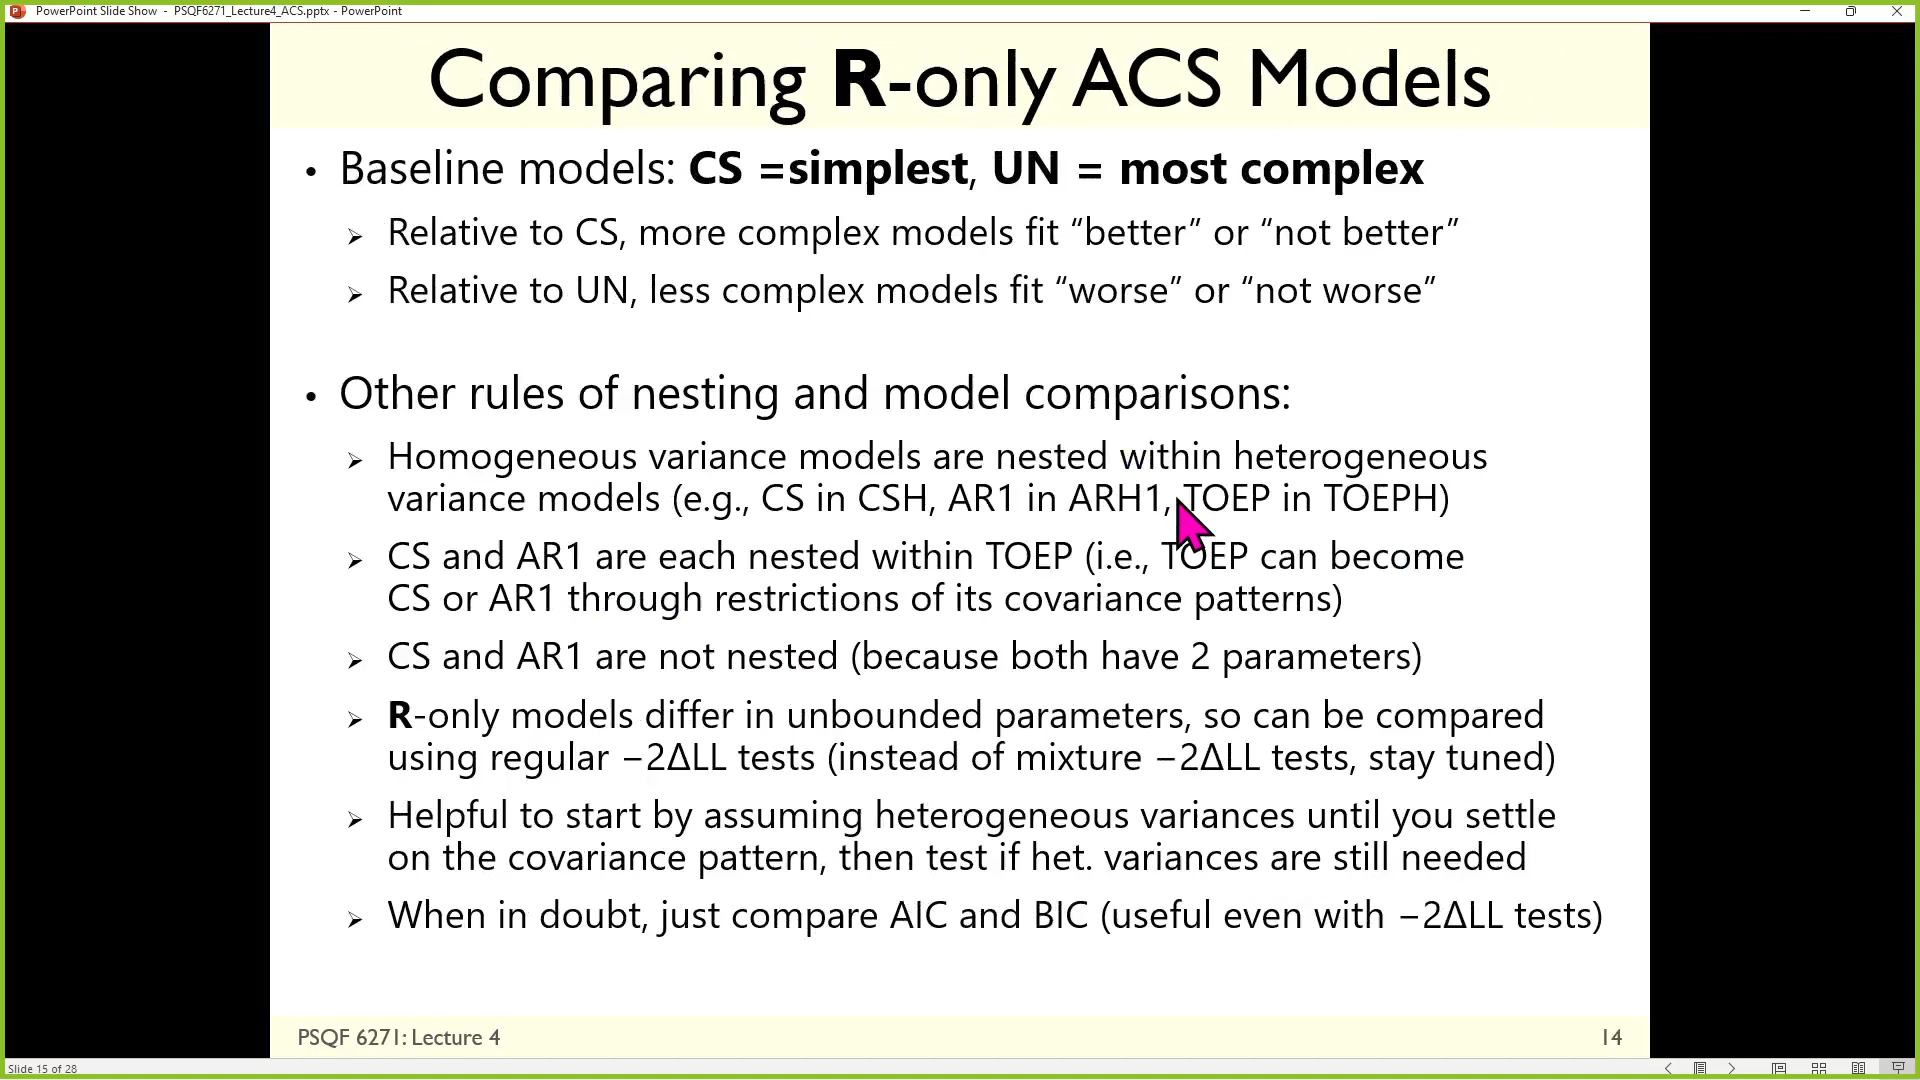 PowerPoint Slide Show - PSQF6271_Lecture4_ACS.pptx - PowerPoint
Comparing R-only ACS Models
• Baseline models: CS =simplest, UN = most complex
➢ Relative to CS, more complex models fit “better” or “not better”
➢ Relative to UN, less complex models fit “worse” or “not worse”
• Other rules of nesting and model comparisons:
➢ Homogeneous variance models are nested within heterogeneous
variance models (e.g., CS in CSH, AR1 in ARH1, TOEP in TOEPH)
➢ CS and AR1 are each nested within TOEP (i.e., TOEP can become
CS or AR1 through restrictions of its covariance patterns)
➢ CS and AR1 are not nested (because both have 2 parameters)
➢ R-only models differ in unbounded parameters, so can be compared
using regular −2ΔLL tests (instead of mixture −2ΔLL tests, stay tuned)
➢ Helpful to start by assuming heterogeneous variances until you settle
on the covariance pattern, then test if het. variances are still needed
➢ When in doubt, just compare AIC and BIC (useful even with −2ΔLL tests)
PSQF 6271: Lecture 4
14
Slide 15 of 28